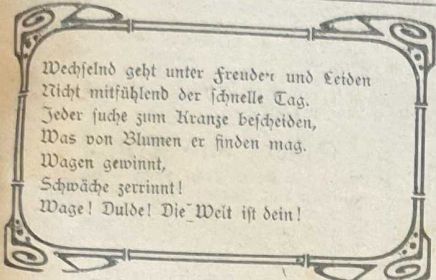 Wechſelnd geht unter Freuden und Leiden
Nicht mitfühlend der ſchnelle Tag.
Jeder ſuche zum Kranze beſcheiden,
Was von Blumen er finden mag.
Wagen gewinnt,
Schwäche zerrinnt!
Wage! Dulde! Die Welt iſt dein!